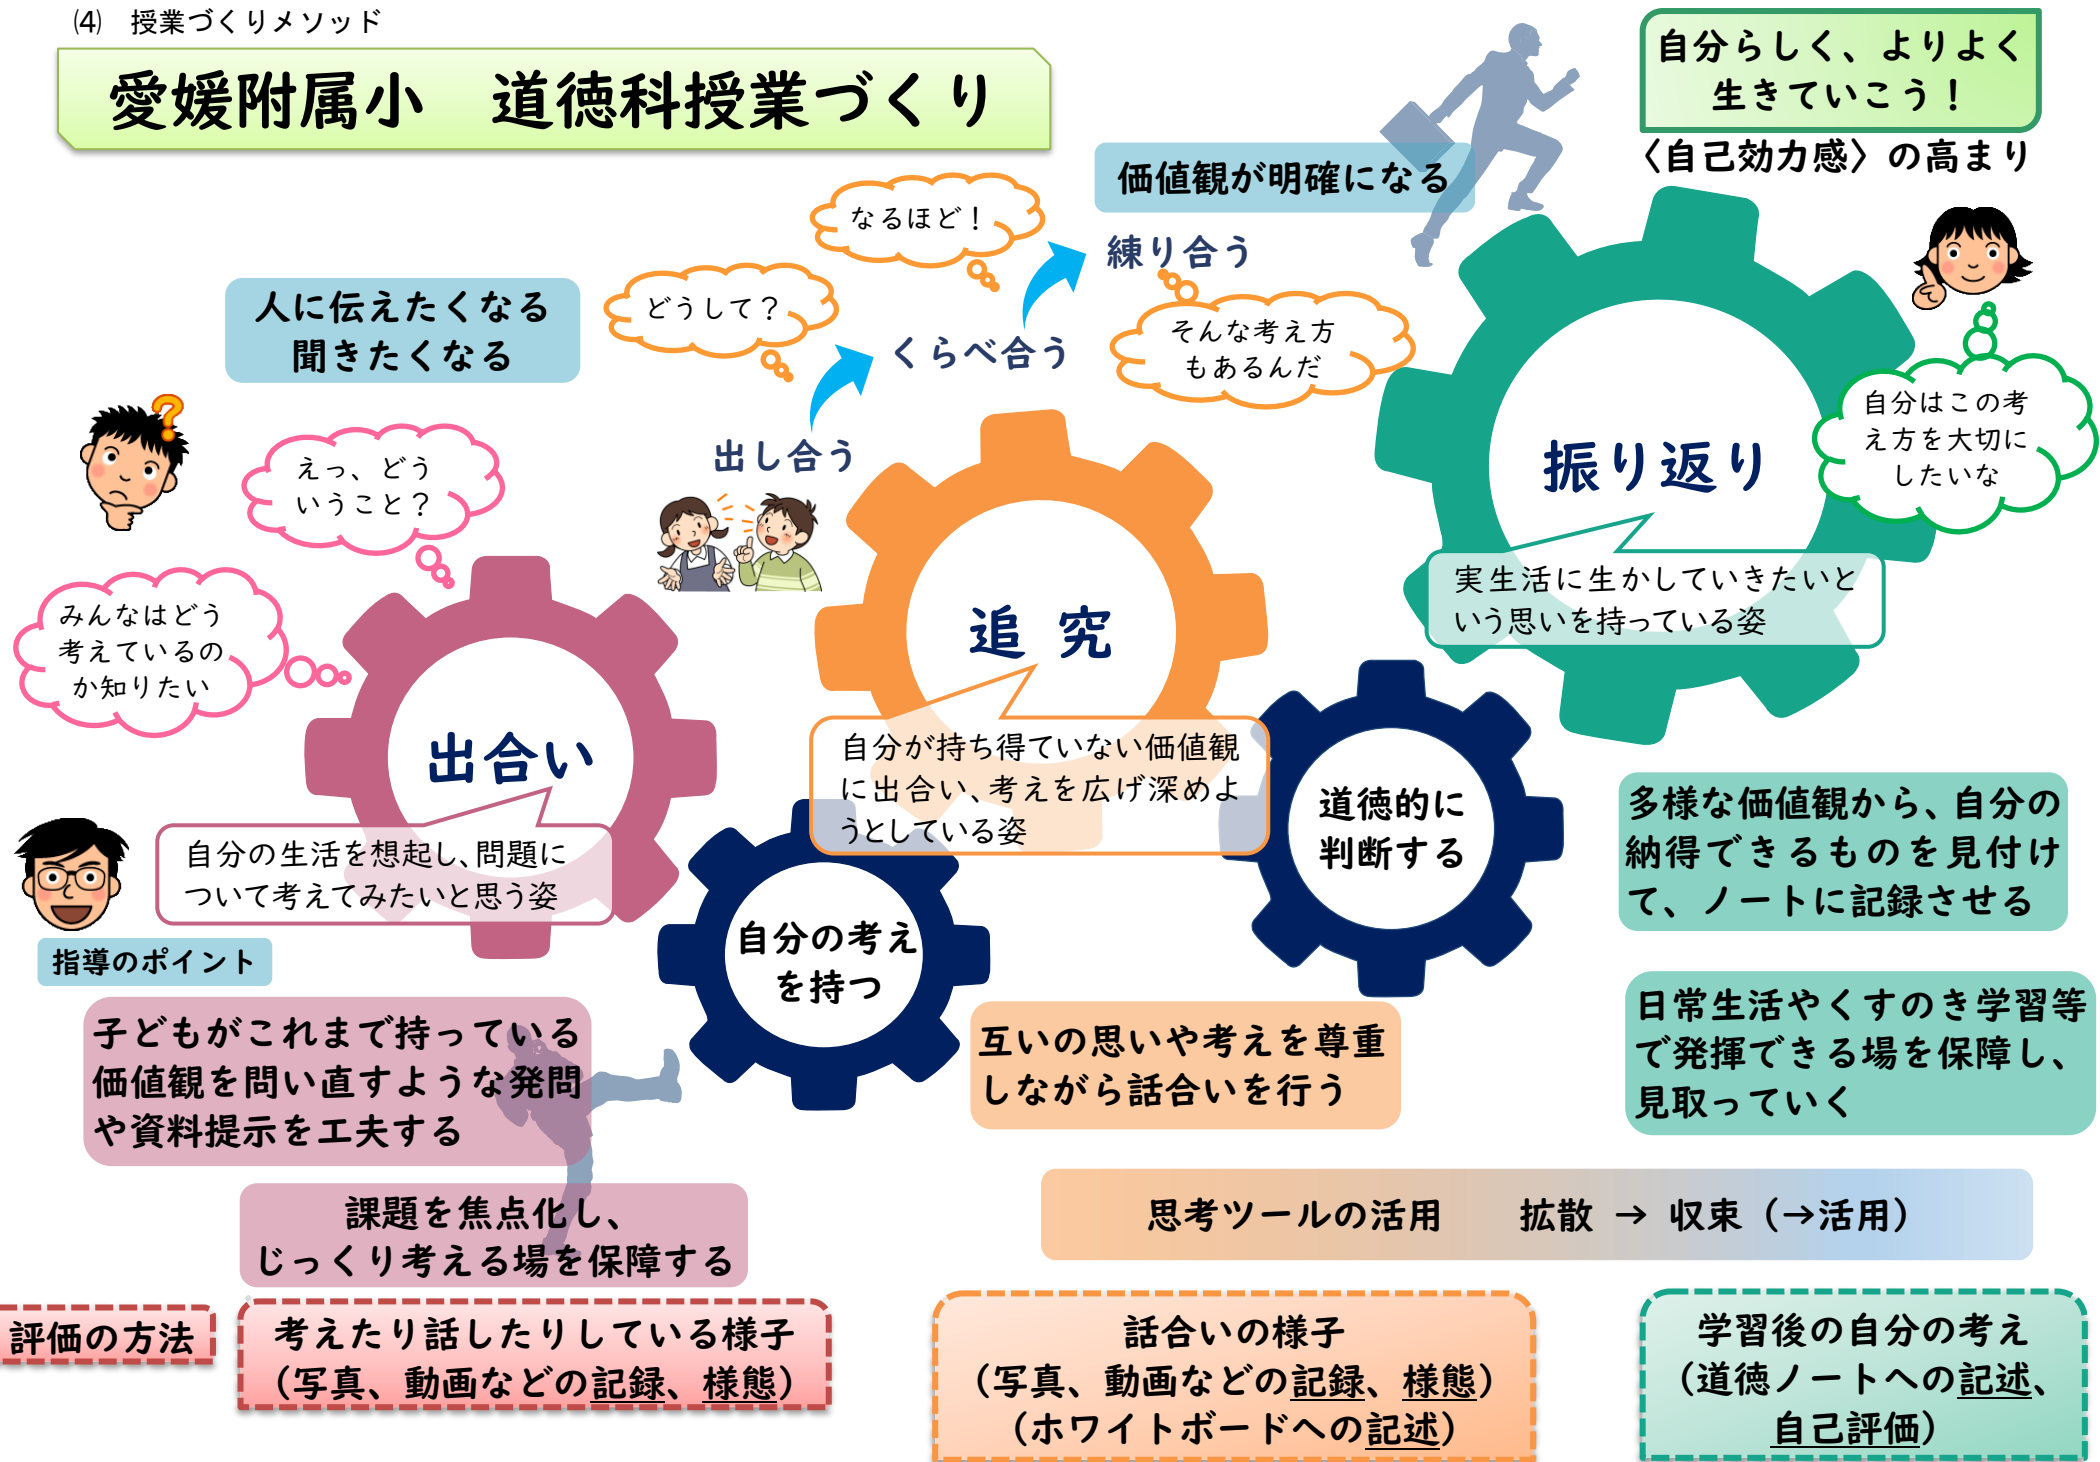 ⑷　授業づくりメソッド
愛媛附属小　道徳科授業づくり
自分らしく、よりよく
生きていこう！
〈自己効力感〉の高まり
価値観が明確になる
なるほど！
練り合う
どうして？
くらべ合う
そんな考え方
もあるんだ
出し合う
人に伝えたくなる
聞きたくなる
えっ、どう
いうこと？
みんなはどう
考えているの
か知りたい
出合い
自分の生活を想起し、問題に
ついて考えてみたいと思う姿
追 究
自分が持ち得ていない価値観
に出合い、考えを広げ深めよ
うとしている姿
振り返り
自分はこの考
え方を大切に
したいな
実生活に生かしていきたいと
いう思いを持っている姿
自分の考え
を持つ
道徳的に
判断する
指導のポイント
子どもがこれまで持っている
価値観を問い直すような発問
や資料提示を工夫する
課題を焦点化し、
じっくり考える場を保障する
互いの思いや考えを尊重
しながら話合いを行う
多様な価値観から、自分の
納得できるものを見付け
て、ノートに記録させる
日常生活やくすのき学習等
で発揮できる場を保障し、
見取っていく
思考ツールの活用　　拡散 → 収束（→活用）
評価の方法
考えたり話したりしている様子
（写真、動画などの記録、様態）
話合いの様子
（写真、動画などの記録、様態）
（ホワイトボードへの記述）
学習後の自分の考え
（道徳ノートへの記述、
自己評価）